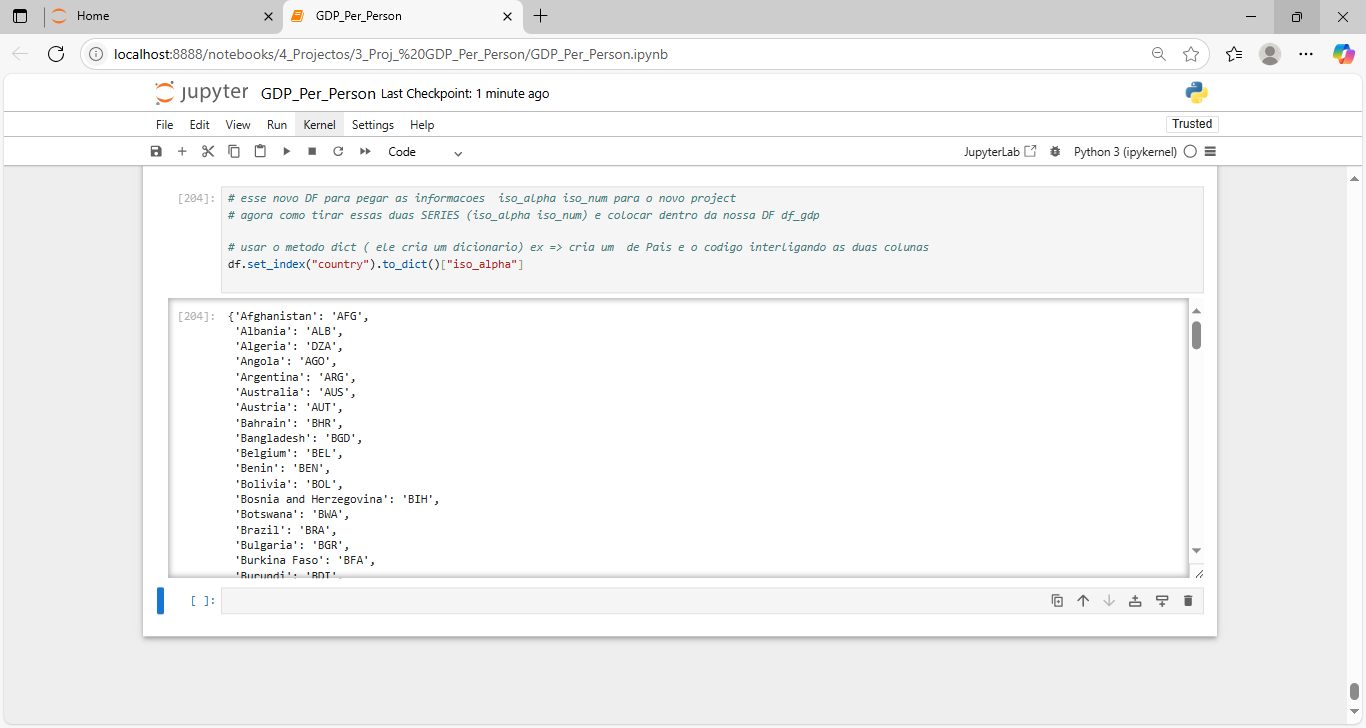 Home
GDP_Per_Person
localhost:8888/notebooks/4_Projectos/3_Proj_%20GDP_Per_Person/GDP_Per_Person.ipynb
jupyter GDP_Per_Person Last Checkpoint: 1 minute ago
File Edit View Run Kernel Settings Help
Trusted
Code
JupyterLab
Python 3 (ipykernel)
[204]: # esse novo DF para pegar as informacoes  iso_alpha iso_num para o novo project
# agora como tirar essas duas SERIES (iso_alpha iso_num) e colocar dentro da nossa DF df_gdp
# usar o metodo dict ( ele cria um dicionario) ex => cria um  de Pais e o codigo interligando as duas colunas
df.set_index("country").to_dict()["iso_alpha"]
[204]: {'Afghanistan': 'AFG',
'Albania': 'ALB',
'Algeria': 'DZA',
'Angola': 'AGO',
'Argentina': 'ARG',
'Australia': 'AUS',
'Austria': 'AUT',
'Bahrain': 'BHR',
'Bangladesh': 'BGD',
'Belgium': 'BEL',
'Benin': 'BEN',
'Bolivia': 'BOL',
'Bosnia and Herzegovina': 'BIH',
'Botswana': 'BWA',
'Brazil': 'BRA',
'Bulgaria': 'BGR',
'Burkina Faso': 'BFA',
'Burundi': 'BDI',
[ ]: